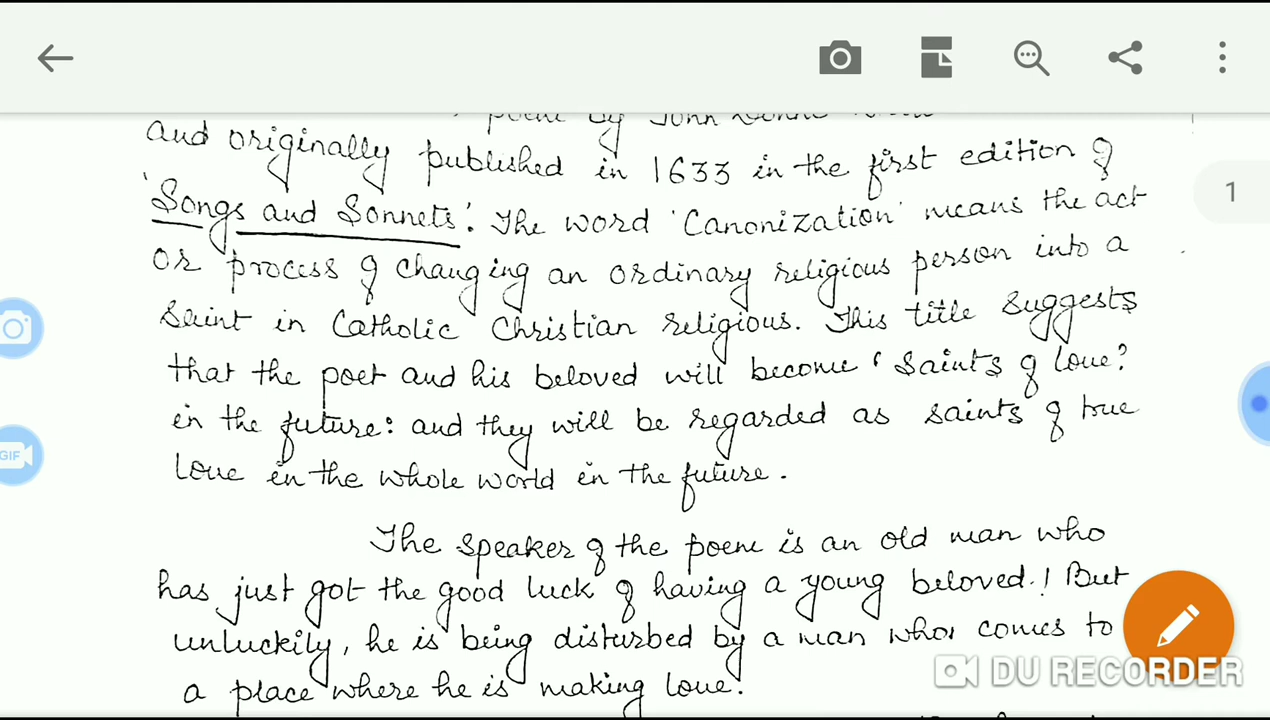 poem by John Donne
and originally published in 1633 in the first edition of
'Songs and Sonnets'. The word 'Canonization' means the act
or process of changing an ordinary religious person into a
saint in Catholic Christian religious. This title suggests
that the poet and his beloved will become 'Saints of love'
in the future: and they will be regarded as saints of true
love in the whole world in the future.
The speaker of the poem is an old man who
has just got the good luck of having a young beloved.! But
unluckily, he is being disturbed by a man who comes to
a place where he is making love.
1
GIF
DU RECORDER